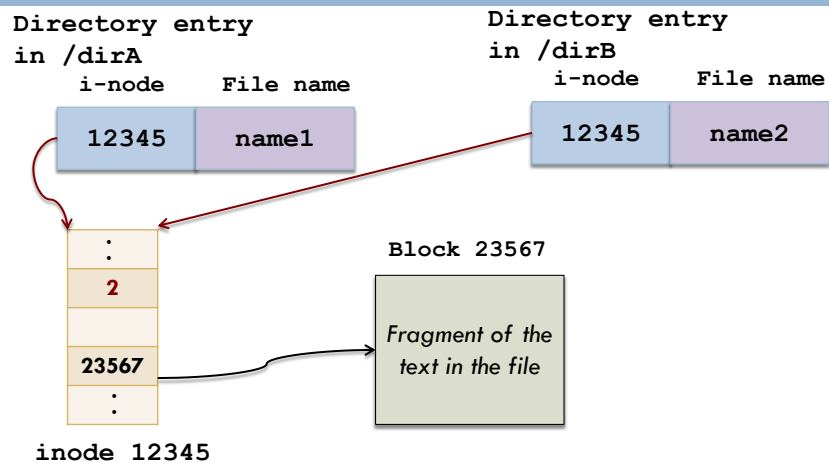 Directory entry
in /dirA
i-node File name
12345 name1
Directory entry
in /dirB
i-node File name
12345 name2
:
2
23567
:
inode 12345
Block 23567
Fragment of the
text in the file